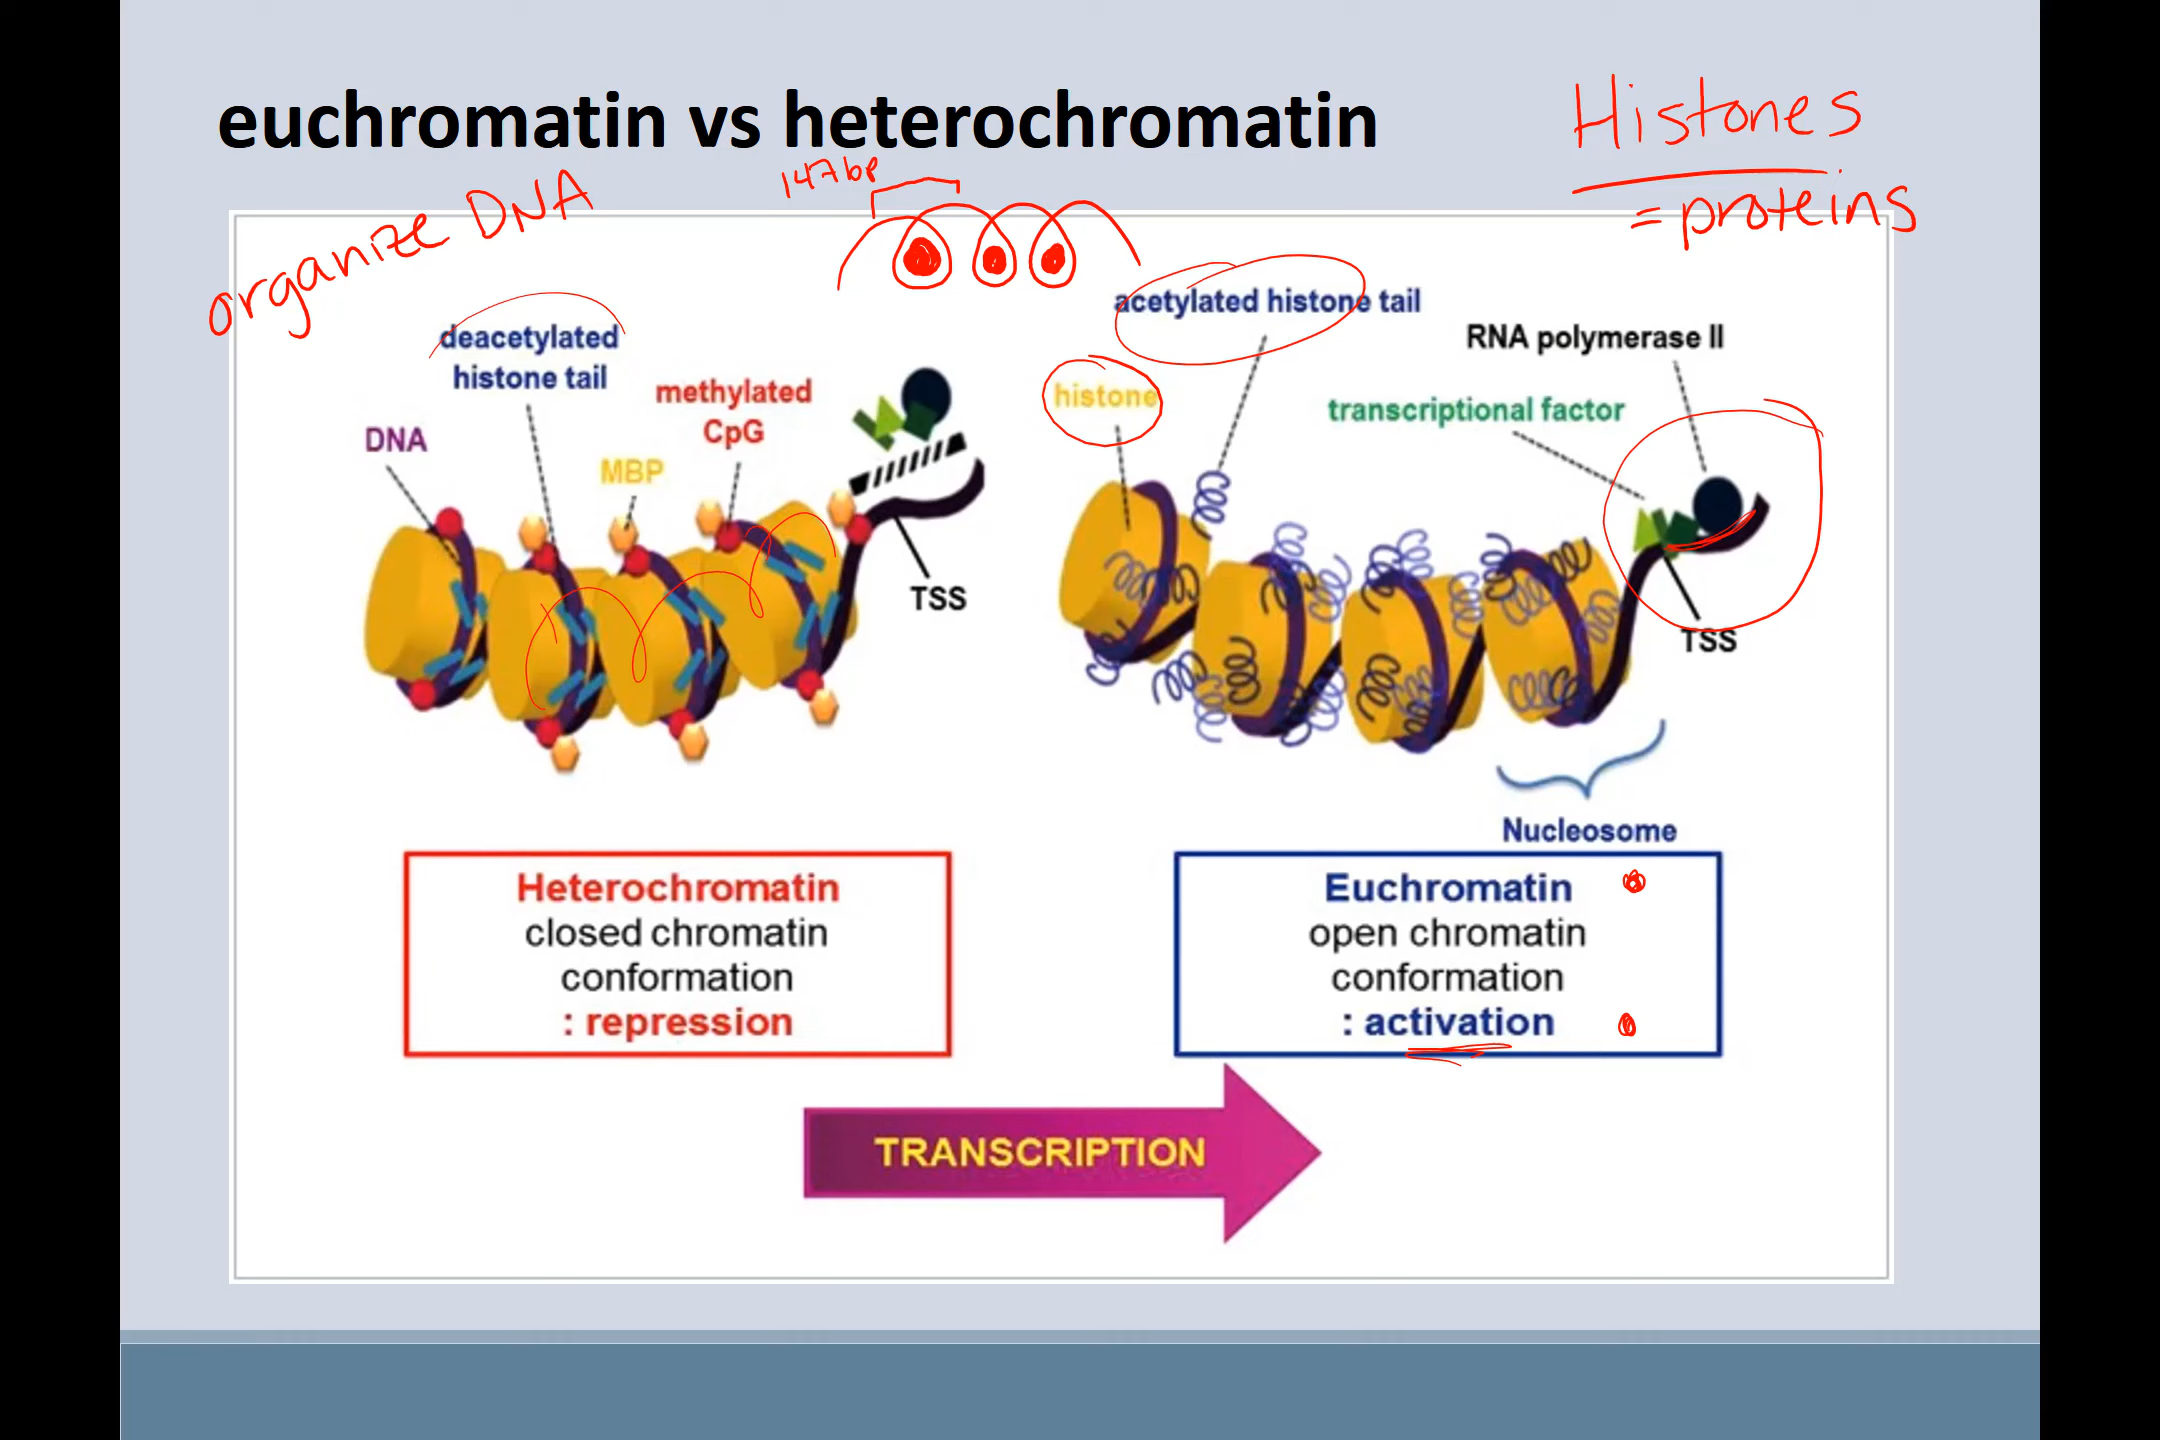 euchromatin vs heterochromatin
Histones
= proteins
organize DNA
147bp
deacetylated
histone tail
DNA
MBP
methylated
CpG
TSS
acetylated histone tail
histone
RNA polymerase II
transcriptional factor
TSS
Nucleosome
Heterochromatin
closed chromatin
conformation
: repression
Euchromatin
open chromatin
conformation
: activation
TRANSCRIPTION